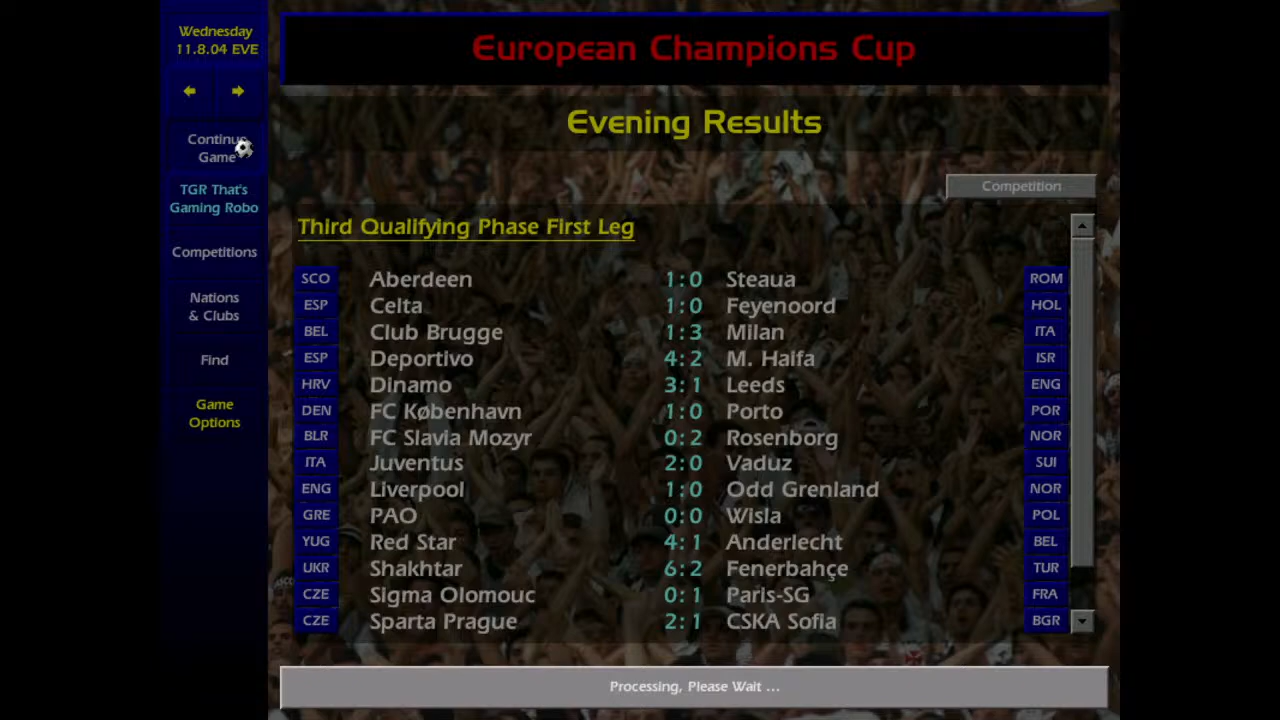 Wednesday
11.8.04 EVE
Continue
Game
TGR That's
Gaming Robo
Competitions
Nations
& Clubs
Find
Game
Options
European Champions Cup
Evening Results
Competition
Third Qualifying Phase First Leg
SCO Aberdeen 1:0 Steaua ROM
ESP Celta 1:0 Feyenoord HOL
BEL Club Brugge 1:3 Milan ITA
ESP Deportivo 4:2 M. Haifa ISR
HRV Dinamo 3:1 Leeds ENG
DEN FC København 1:0 Porto POR
BLR FC Slavia Mozyr 0:2 Rosenborg NOR
ITA Juventus 2:0 Vaduz SUI
ENG Liverpool 1:0 Odd Grenland NOR
GRE PAO 0:0 Wisla POL
YUG Red Star 4:1 Anderlecht BEL
UKR Shakhtar 6:2 Fenerbahçe TUR
CZE Sigma Olomouc 0:1 Paris-SG FRA
CZE Sparta Prague 2:1 CSKA Sofia BGR
Processing, Please Wait ...